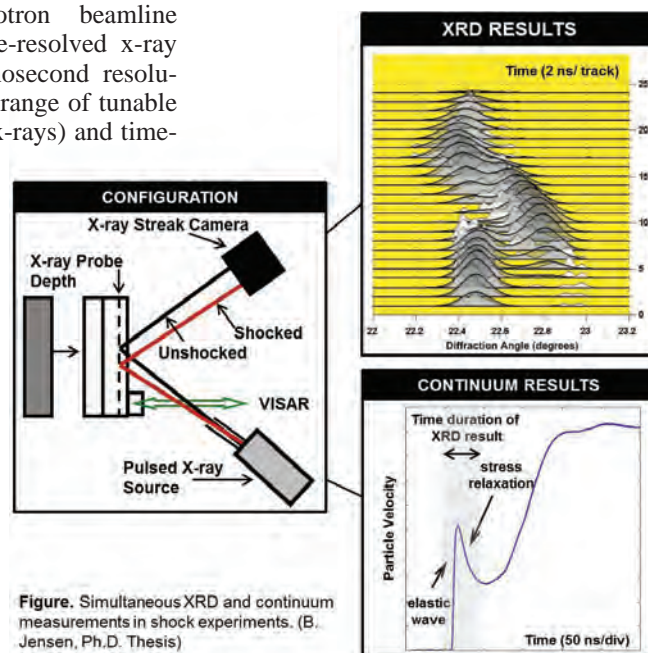 otron beamline
e-resolved x-ray
nosecond resolu-
range of tunable
x-rays) and time-
CONFIGURATION
X-ray Streak Camera
X-ray Probe
Depth
Shocked
Unshocked
VISAR
Pulsed X-ray
Source
Figure. Simultaneous XRD and continuum
measurements in shock experiments. (B.
Jensen, Ph.D. Thesis)
XRD RESULTS
Time (2 ns/ track)
25
20
15
10
5
0
22 22.2 22.4 22.6 22.8 23 23.2
Diffraction Angle (degrees)
CONTINUUM RESULTS
Time duration of
XRD result
stress
relaxation
Particle Velocity
elastic
wave
Time (50 ns/div)